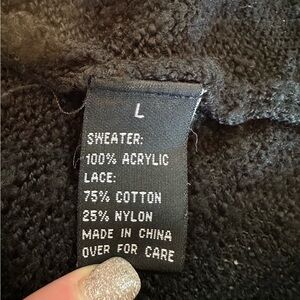 L
SWEATER:
100% ACRYLIC
LACE:
75% COTTON
25% NYLON
MADE IN CHINA
OVER FOR CARE